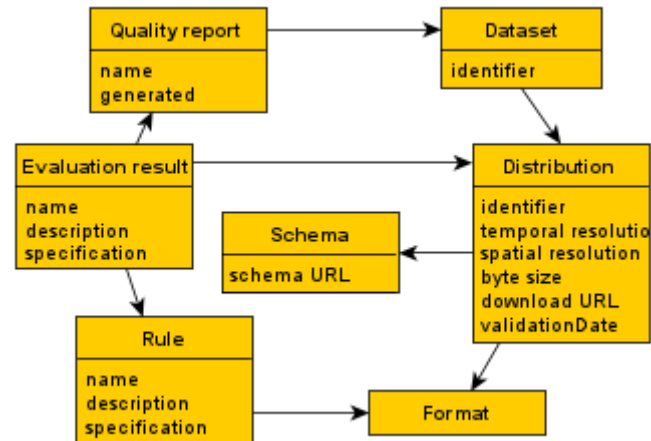 Quality report
name
generated
Dataset
identifier
Evaluation result
name
description
specification
Distribution
identifier
temporal resolutio
spatial resolution
byte size
download URL
validationDate
Schema
schema URL
Rule
name
description
specification
Format